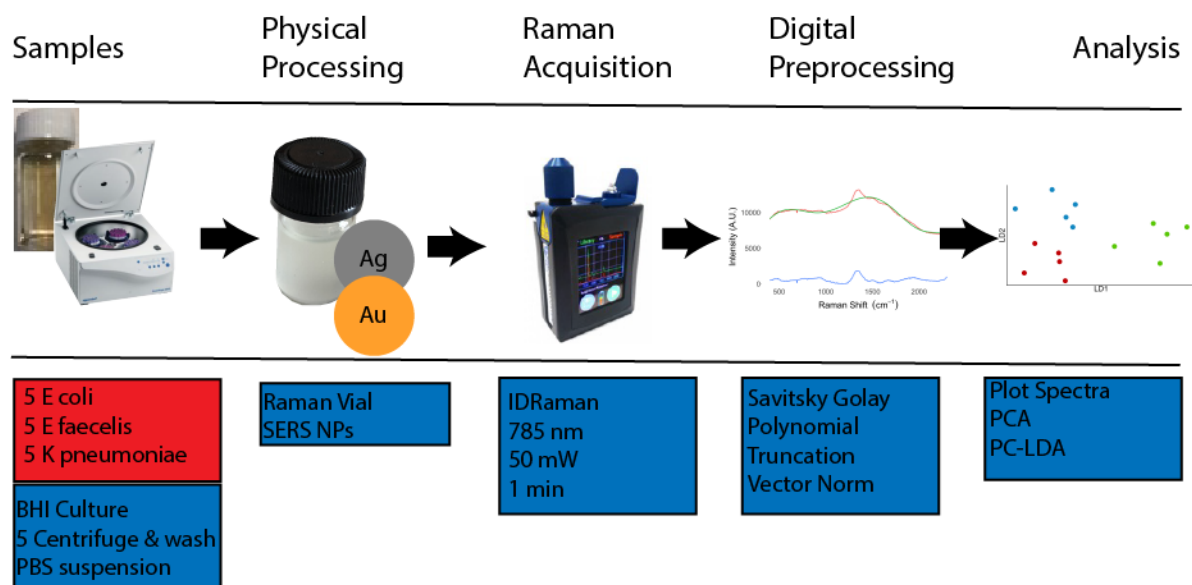 Samples
Physical
Processing
Raman
Acquisition
Digital
Preprocessing
Analysis
Ag
Au
Intensity (A.U.)
10000
5000
0
500
1000
1500
2000
Raman Shift (cm⁻¹)
LD2
LD1
5 E coli
5 E faecelis
5 K pneumoniae
BHI Culture
5 Centrifuge & wash
PBS suspension
Raman Vial
SERS NPs
IDRaman
785 nm
50 mW
1 min
Savitsky Golay
Polynomial
Truncation
Vector Norm
Plot Spectra
PCA
PC-LDA